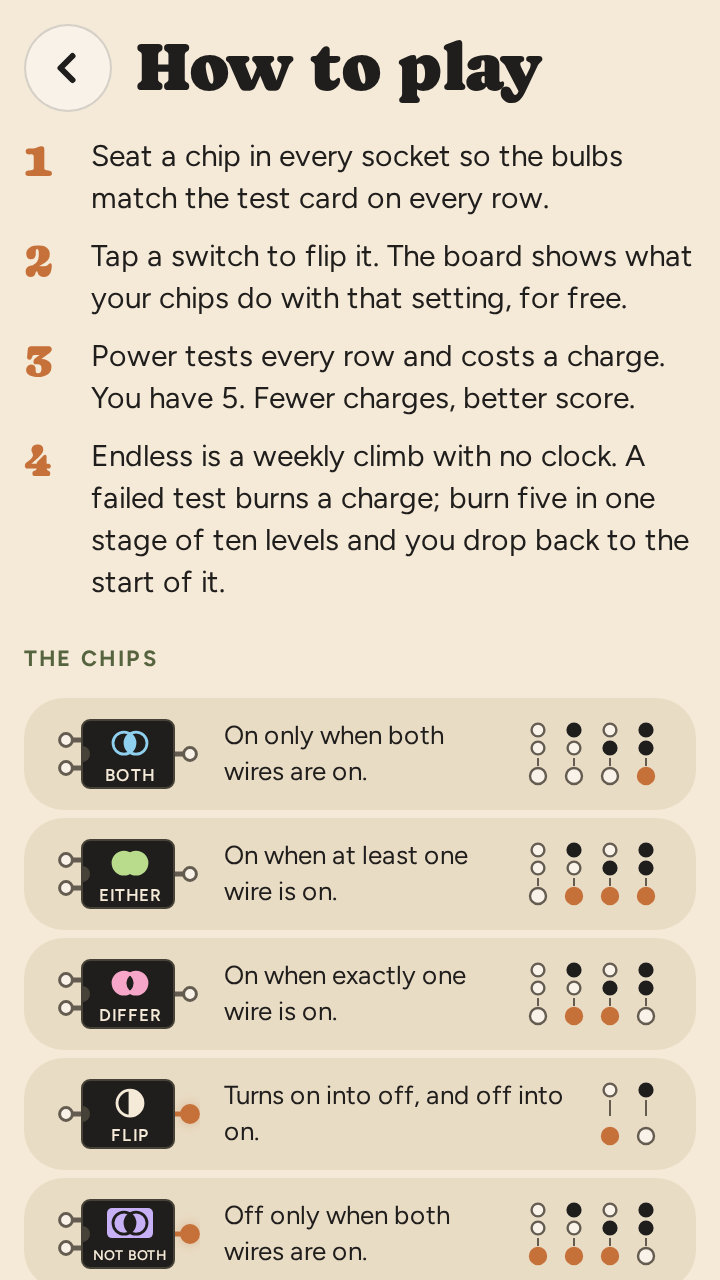 How to play
1 Seat a chip in every socket so the bulbs
match the test card on every row.
2 Tap a switch to flip it. The board shows what
your chips do with that setting, for free.
3 Power tests every row and costs a charge.
You have 5. Fewer charges, better score.
4 Endless is a weekly climb with no clock. A
failed test burns a charge; burn five in one
stage of ten levels and you drop back to the
start of it.
THE CHIPS
BOTH
On only when both
wires are on.
EITHER
On when at least one
wire is on.
DIFFER
On when exactly one
wire is on.
FLIP
Turns on into off, and off into
on.
NOT BOTH
Off only when both
wires are on.